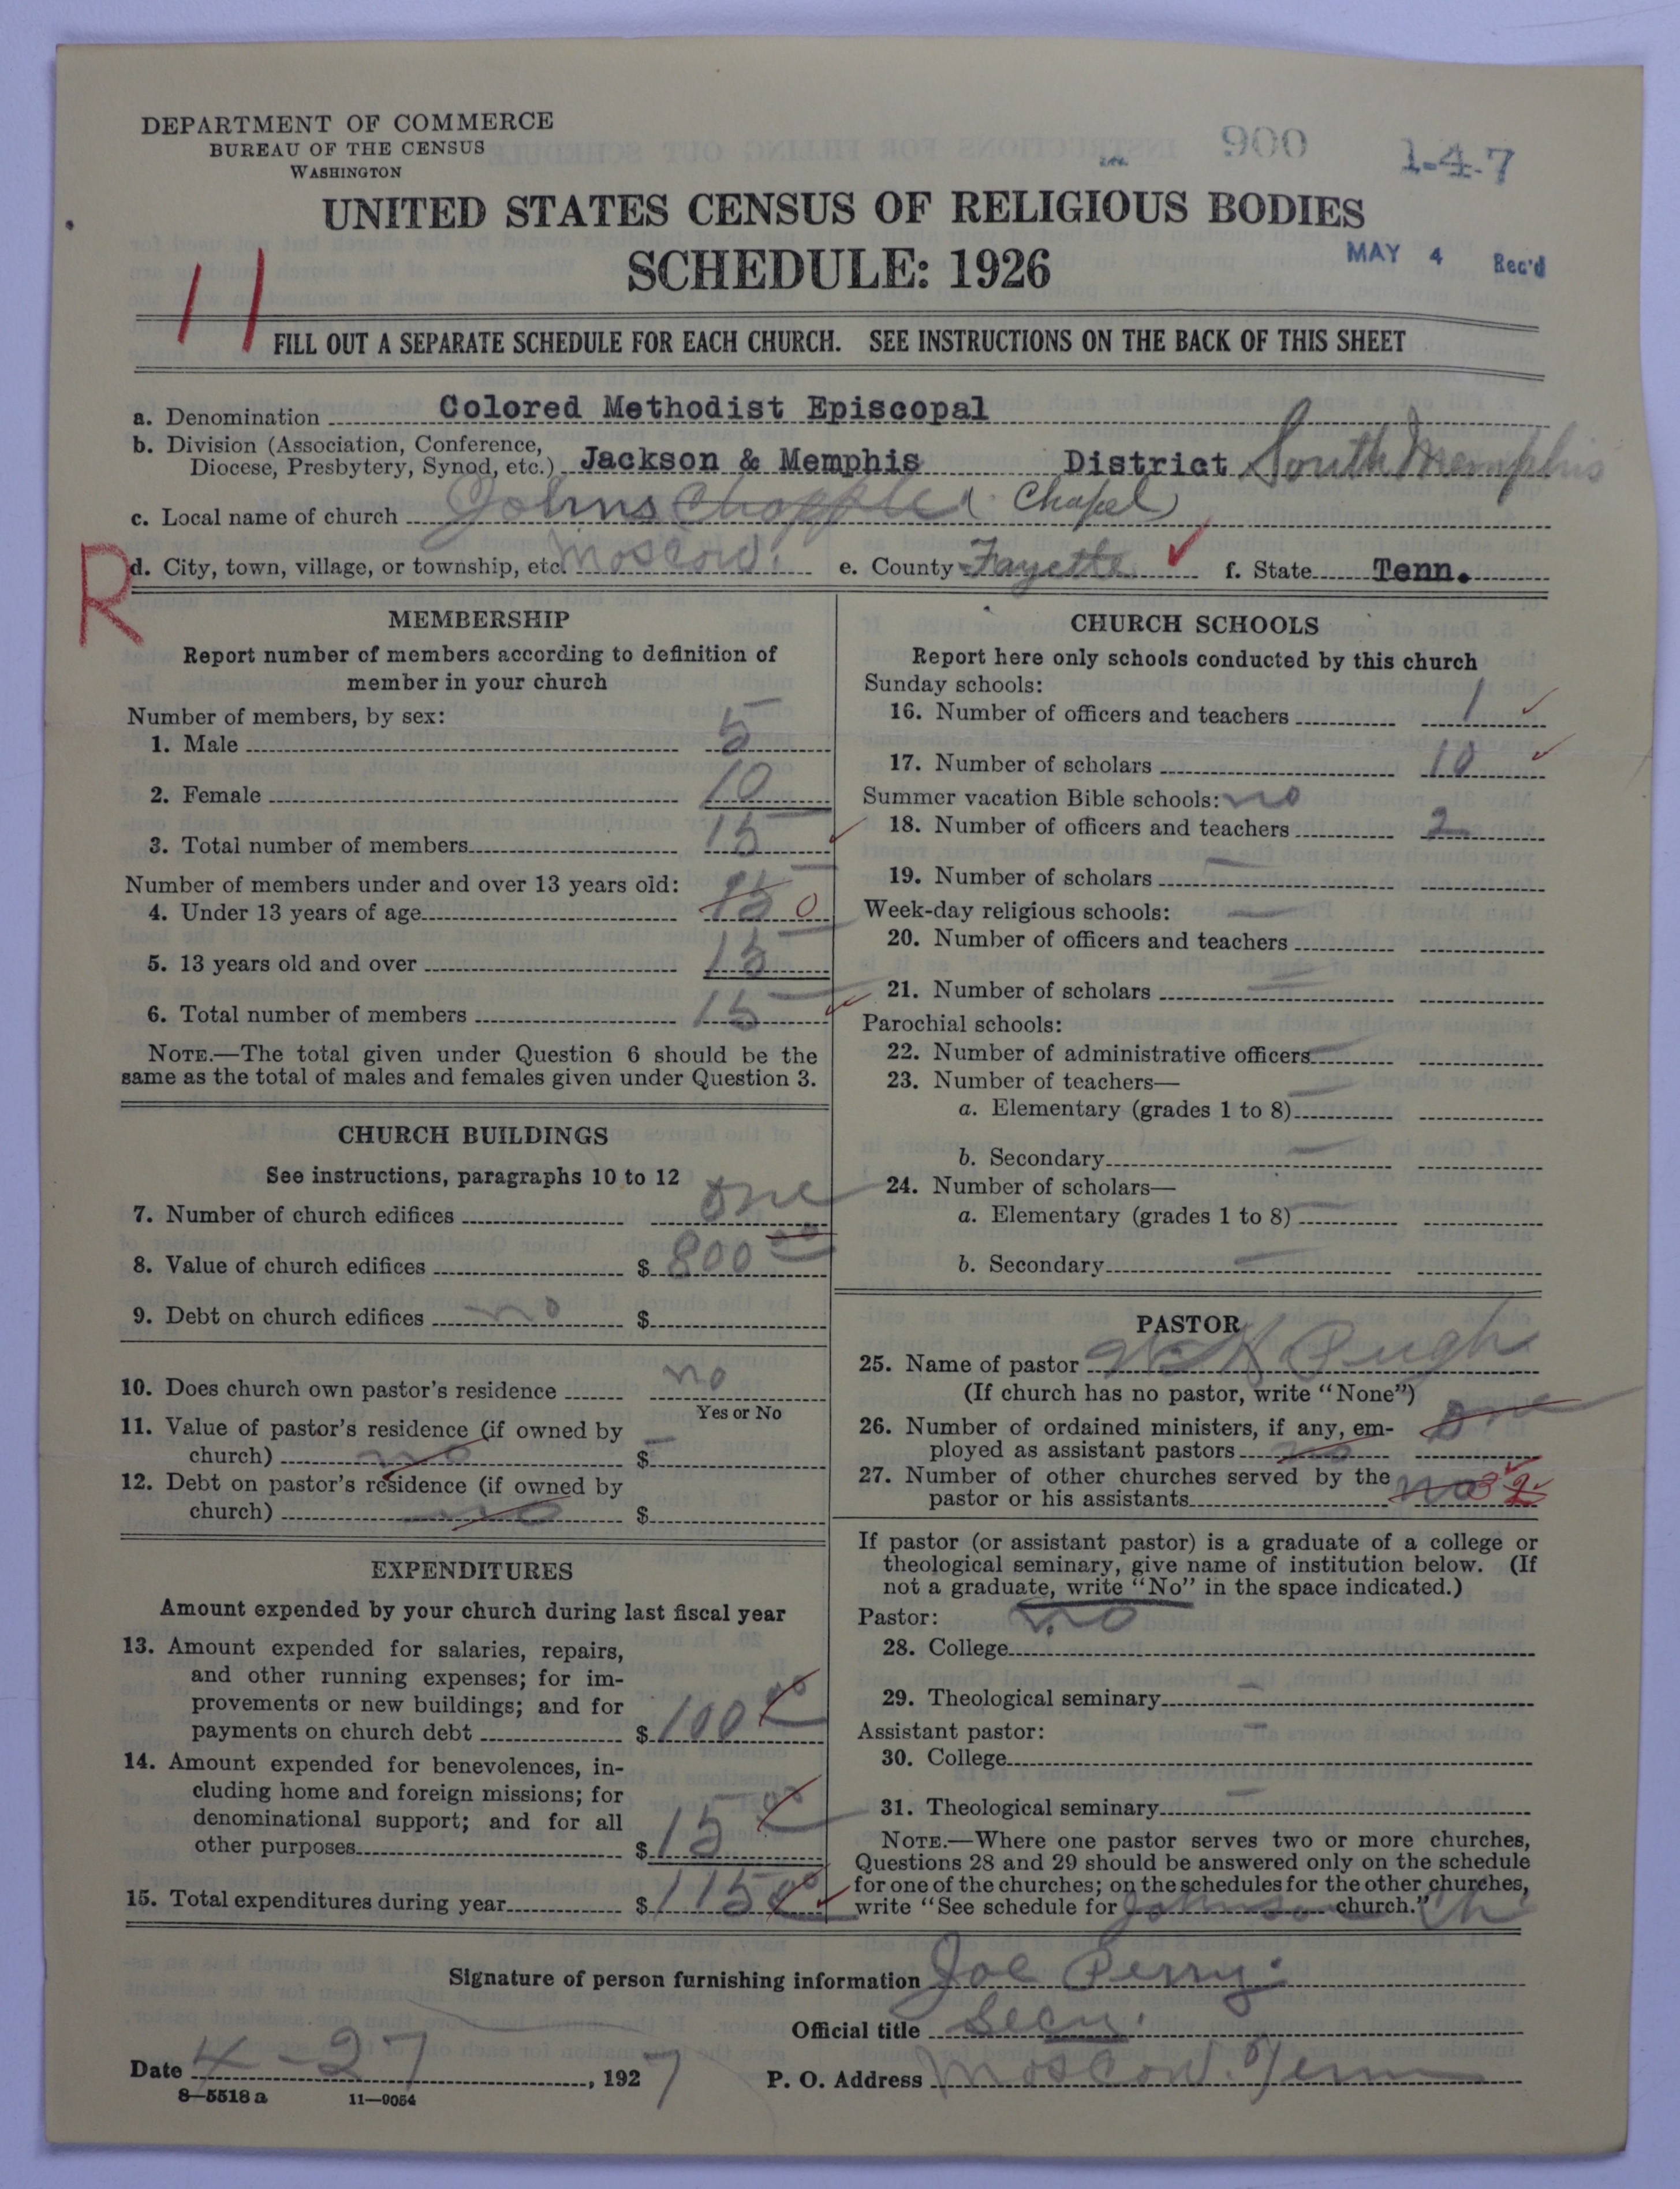 DEPARTMENT OF COMMERCE
BUREAU OF THE CENSUS
WASHINGTON
900
1-4-7
UNITED STATES CENSUS OF RELIGIOUS BODIES
SCHEDULE: 1926
MAY 4 Rec'd
11
FILL OUT A SEPARATE SCHEDULE FOR EACH CHURCH. SEE INSTRUCTIONS ON THE BACK OF THIS SHEET
a. Denomination Colored Methodist Episcopal
b. Division (Association, Conference,
Diocese, Presbytery, Synod, etc.) Jackson & Memphis District South Memphis
c. Local name of church Johns Chapple (Chapel)
R
d. City, town, village, or township, etc. Moscow. e. County Fayette f. State Tenn.
MEMBERSHIP
Report number of members according to definition of
member in your church
Number of members, by sex:
1. Male 5
2. Female 10
3. Total number of members 15
Number of members under and over 13 years old:
4. Under 13 years of age 15 0
5. 13 years old and over 15
6. Total number of members 15
NOTE.—The total given under Question 6 should be the
same as the total of males and females given under Question 3.
CHURCH BUILDINGS
See instructions, paragraphs 10 to 12
7. Number of church edifices one
8. Value of church edifices $ 800 00
9. Debt on church edifices no $
10. Does church own pastor's residence no
Yes or No
11. Value of pastor's residence (if owned by
church) no $ —
12. Debt on pastor's residence (if owned by
church) no $
EXPENDITURES
Amount expended by your church during last fiscal year
13. Amount expended for salaries, repairs,
and other running expenses; for im-
provements or new buildings; and for
payments on church debt $ 100 00
14. Amount expended for benevolences, in-
cluding home and foreign missions; for
denominational support; and for all
other purposes $ 15 00
15. Total expenditures during year $ 115 00
CHURCH SCHOOLS
Report here only schools conducted by this church
Sunday schools:
16. Number of officers and teachers 1
17. Number of scholars 10
Summer vacation Bible schools: no
18. Number of officers and teachers 2
19. Number of scholars —
Week-day religious schools: —
20. Number of officers and teachers
21. Number of scholars —
Parochial schools:
22. Number of administrative officers —
23. Number of teachers—
a. Elementary (grades 1 to 8) —
b. Secondary —
24. Number of scholars—
a. Elementary (grades 1 to 8) —
b. Secondary —
PASTOR
25. Name of pastor Pugh
(If church has no pastor, write "None")
26. Number of ordained ministers, if any, em-
ployed as assistant pastors no one
27. Number of other churches served by the
pastor or his assistants no 3 2
If pastor (or assistant pastor) is a graduate of a college or
theological seminary, give name of institution below. (If
not a graduate, write "No" in the space indicated.)
Pastor: no
28. College
29. Theological seminary —
Assistant pastor: —
30. College
31. Theological seminary —
NOTE.—Where one pastor serves two or more churches,
Questions 28 and 29 should be answered only on the schedule
for one of the churches; on the schedules for the other churches,
write "See schedule for Johnson church." Ch
Signature of person furnishing information Joe Perry.
Official title Secy.
Date 4-27, 1927
P. O. Address Moscow. Tenn
8—5518 a 11—9054